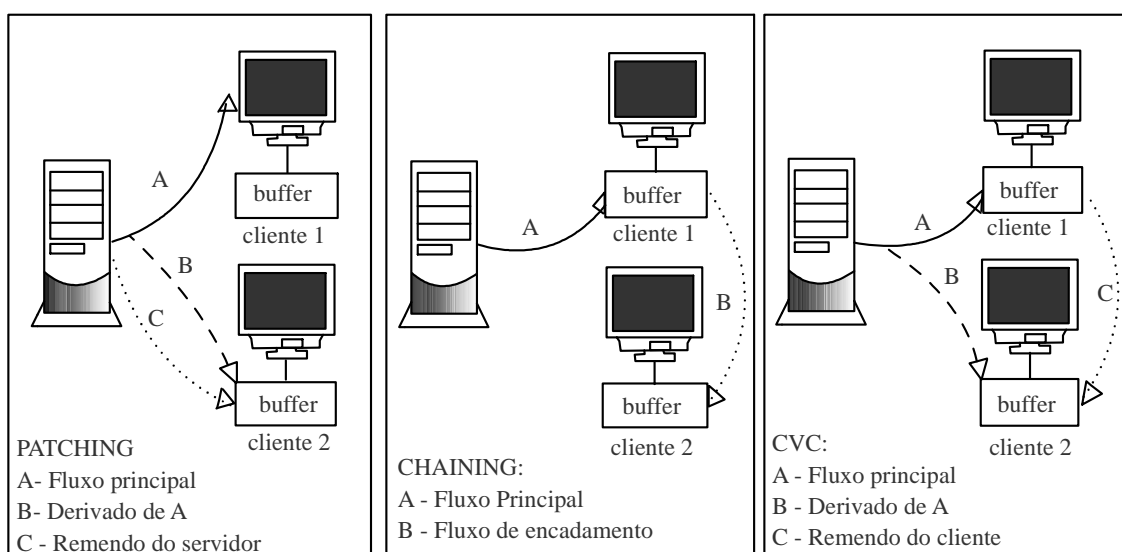 A
buffer
cliente 1
B
C
buffer
cliente 2
PATCHING
A- Fluxo principal
B- Derivado de A
C - Remendo do servidor
buffer
A
cliente 1
B
buffer
cliente 2
CHAINING:
A - Fluxo Principal
B - Fluxo de encadamento
buffer
A
cliente 1
B
C
buffer
cliente 2
CVC:
A - Fluxo principal
B - Derivado de A
C - Remendo do cliente